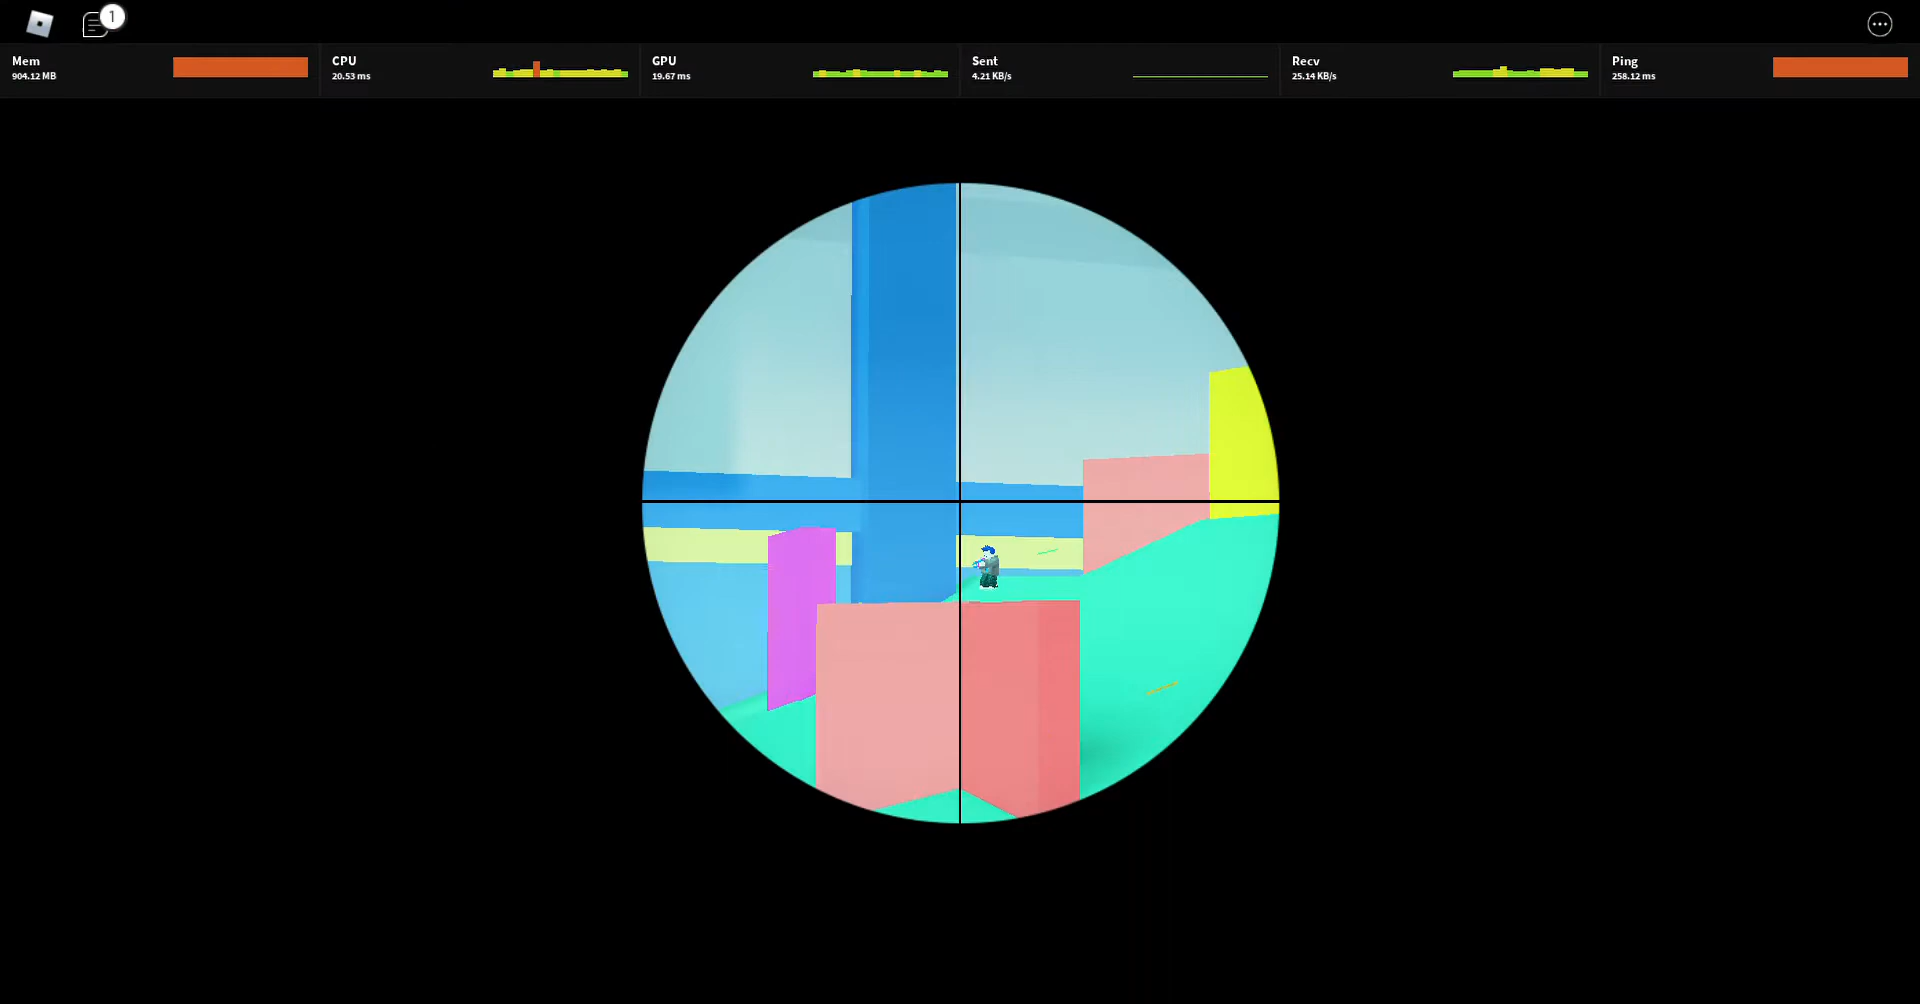 1
Mem
904.12 MB
CPU
20.53 ms
GPU
19.67 ms
Sent
4.21 KB/s
Recv
25.14 KB/s
Ping
258.12 ms